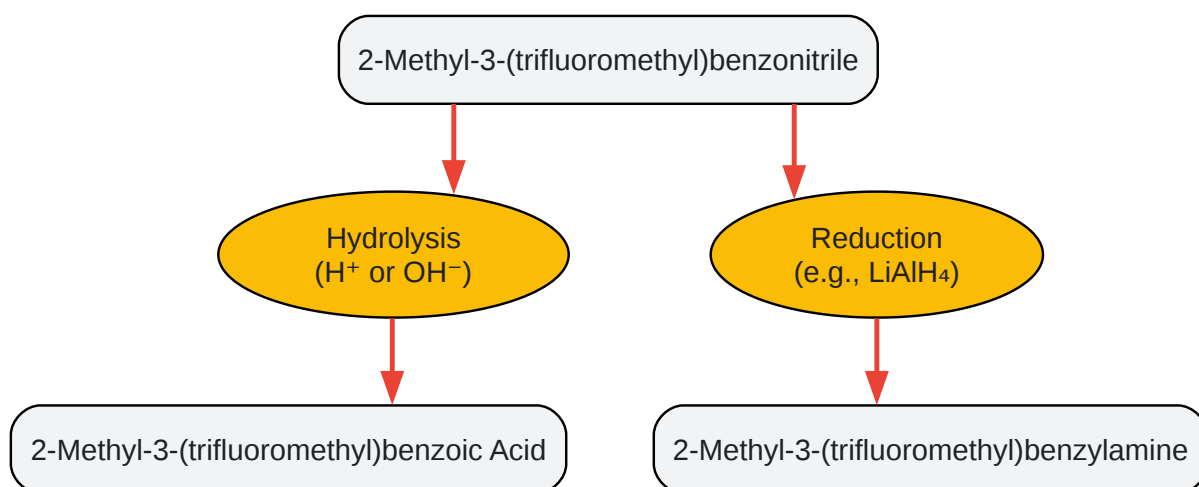 2-Methyl-3-(trifluoromethyl)benzonitrile
Hydrolysis
(H⁺ or OH⁻)
Reduction
(e.g., LiAlH₄)
2-Methyl-3-(trifluoromethyl)benzoic Acid
2-Methyl-3-(trifluoromethyl)benzylamine